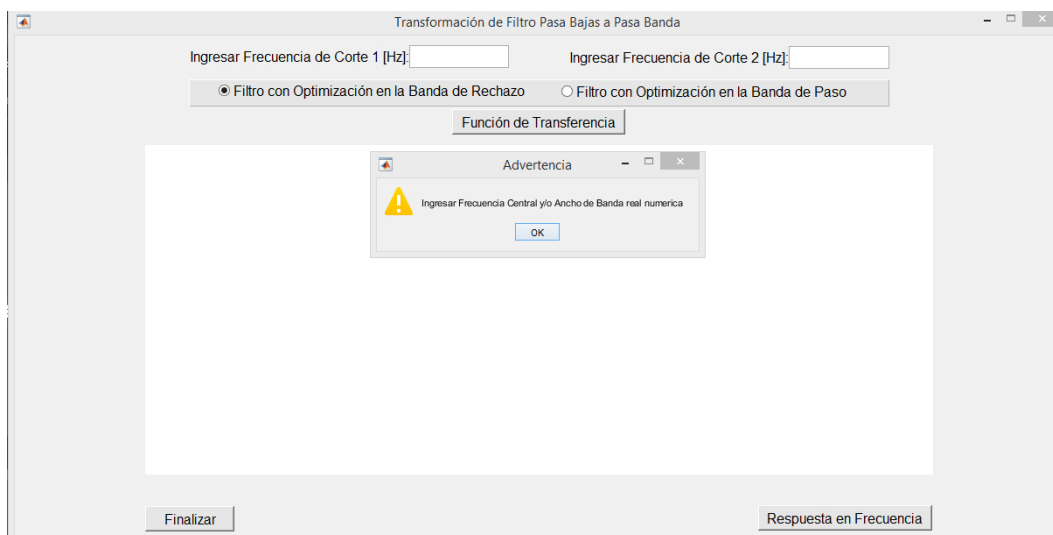 Transformación de Filtro Pasa Bajas a Pasa Banda
Ingresar Frecuencia de Corte 1 [Hz]:
Ingresar Frecuencia de Corte 2 [Hz]:
Filtro con Optimización en la Banda de Rechazo
Filtro con Optimización en la Banda de Paso
Función de Transferencia
Advertencia
Ingresar Frecuencia Central y/o Ancho de Banda real numerica
OK
Finalizar
Respuesta en Frecuencia